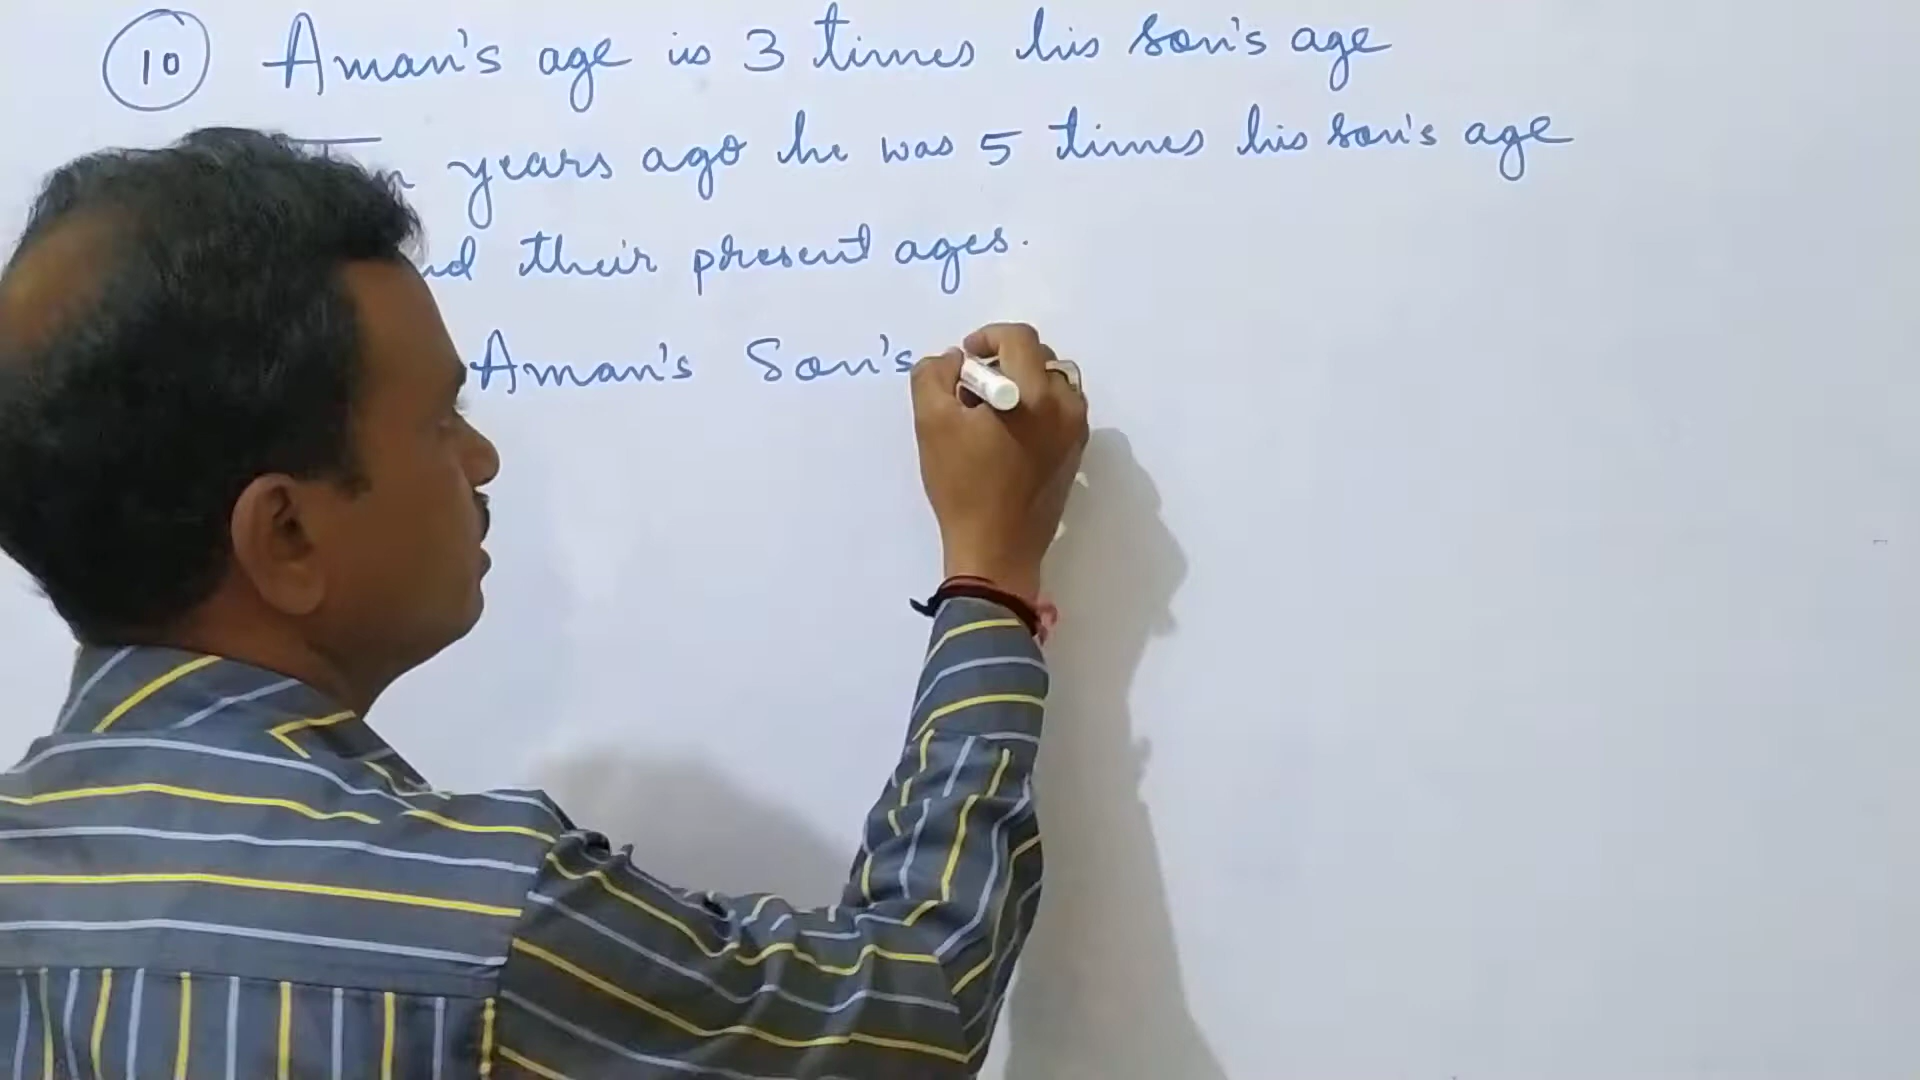 10 Aman's age is 3 times his son's age
years ago he was 5 times his son's age
their present ages.
Aman's Son's